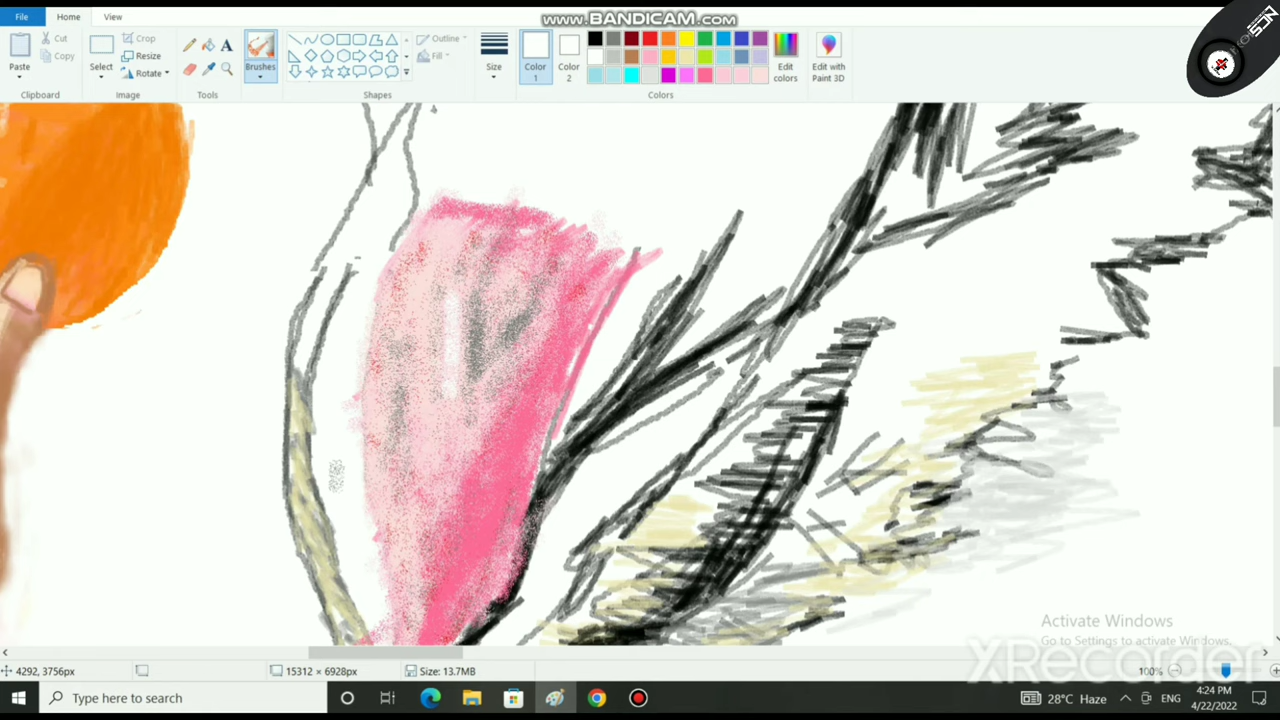 www.BANDICAM.com
File Home View
Paste
Cut
Copy
Clipboard
Select
Crop
Resize
Rotate
Image
A
Tools
Brushes
Shapes
Outline
Fill
Size
Color 1
Color 2
Colors
Edit colors
Edit with Paint 3D
Activate Windows
Go to Settings to activate Windows.
XRecorder
4292, 3756px
15312 × 6928px
Size: 13.7MB
100%
Type here to search
28°C Haze
ENG
4:24 PM
4/22/2022